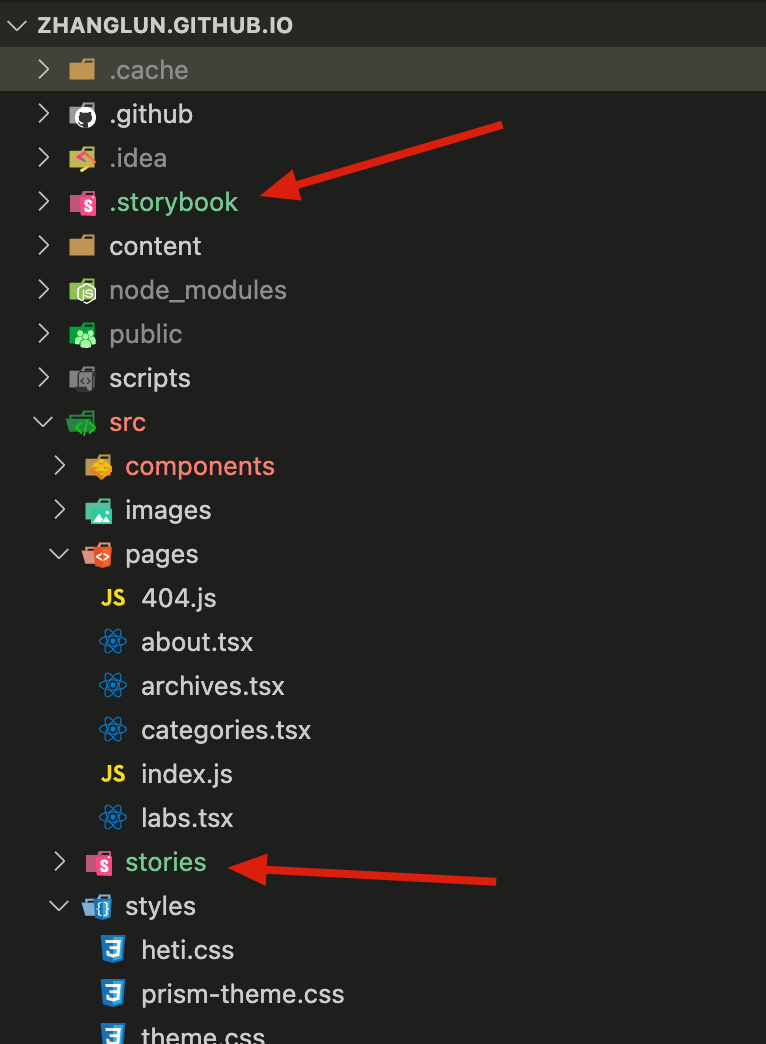 ZHANGLUN.GITHUB.IO
.cache
.github
.idea
.storybook
content
node_modules
public
scripts
src
components
images
pages
JS 404.js
about.tsx
archives.tsx
categories.tsx
JS index.js
labs.tsx
stories
styles
heti.css
prism-theme.css
theme.css